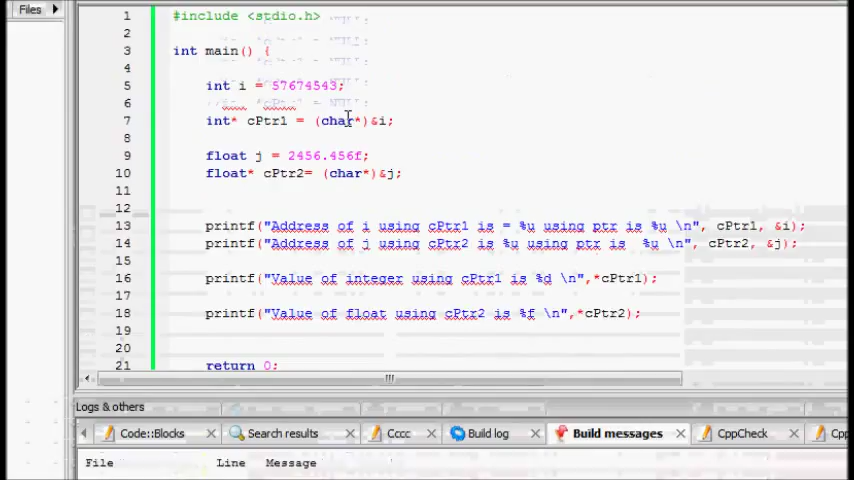 Files
1 #include <stdio.h>
2
3 int main() {
4
5 int i = 57674543;
6
7 int* cPtr1 = (char*)&i;
8
9 float j = 2456.456f;
10 float* cPtr2= (char*)&j;
11
12
13 printf("Address of i using cPtr1 is = %u using ptr is %u \n", cPtr1, &i);
14 printf("Address of j using cPtr2 is %u using ptr is  %u \n", cPtr2, &j);
15
16 printf("Value of integer using cPtr1 is %d \n",*cPtr1);
17
18 printf("Value of float using cPtr2 is %f \n",*cPtr2);
19
20
21 return 0;
Logs & others
Code::Blocks Search results Cccc Build log Build messages CppCheck Cpp
File Line Message